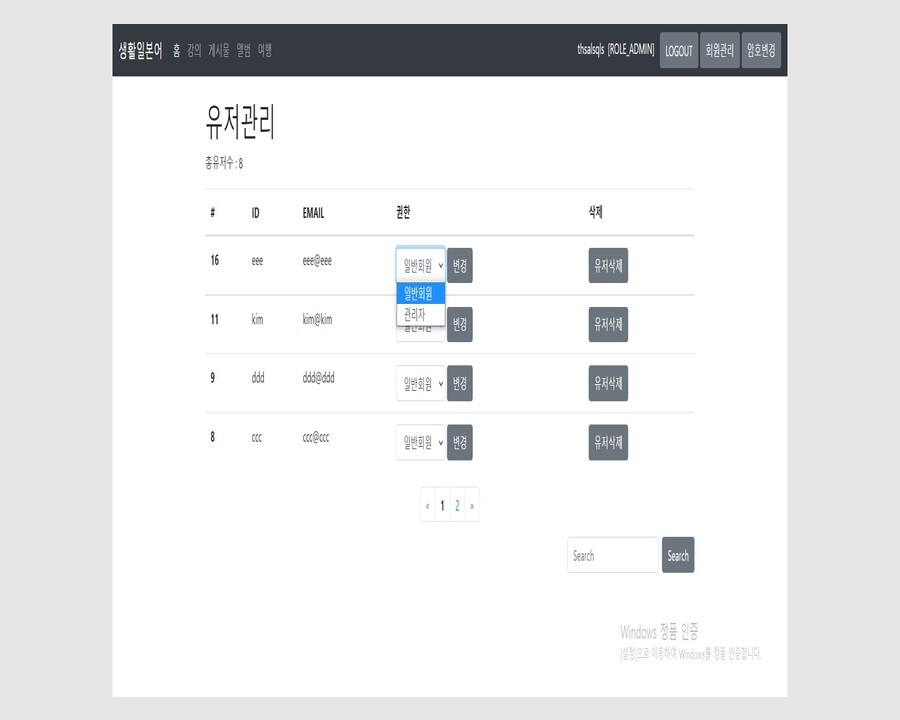 생활일본어 홈 강의 게시물 앨범 여행 thsalsqls [ROLE_ADMIN] LOGOUT 회원관리 암호변경
유저관리
총유저수 : 8
# ID EMAIL 권한 삭제
16 eee eee@eee 일반회원 변경 유저삭제
일반회원
관리자
11 kim kim@kim 일반회원 변경 유저삭제
9 ddd ddd@ddd 일반회원 변경 유저삭제
8 ccc ccc@ccc 일반회원 변경 유저삭제
« 1 2 »
Search Search
Windows 정품 인증
[설정]으로 이동하여 Windows를 정품 인증합니다.